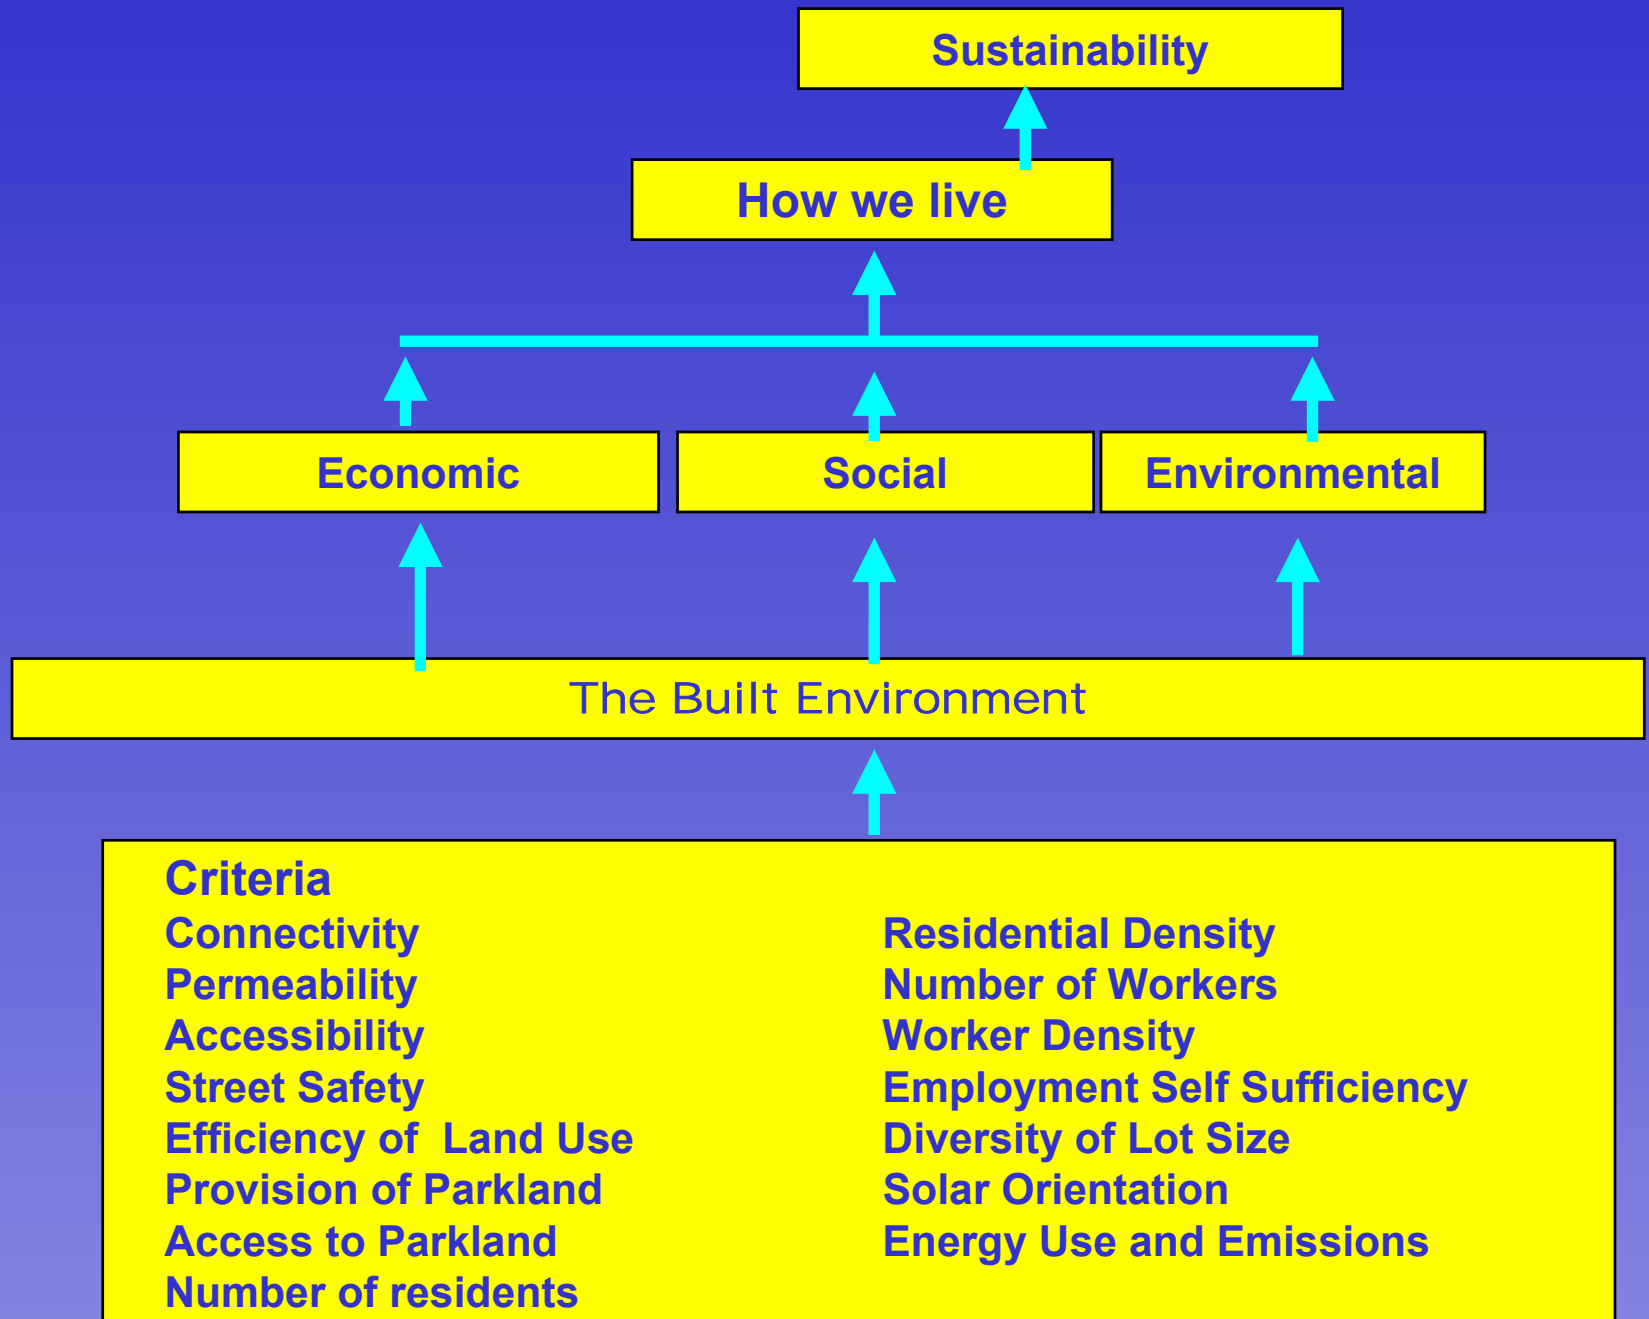 Sustainability
How we live
Economic
Social
Environmental
The Built Environment
Criteria
Connectivity
Permeability
Accessibility
Street Safety
Efficiency of  Land Use
Provision of Parkland
Access to Parkland
Number of residents
Residential Density
Number of Workers
Worker Density
Employment Self Sufficiency
Diversity of Lot Size
Solar Orientation
Energy Use and Emissions